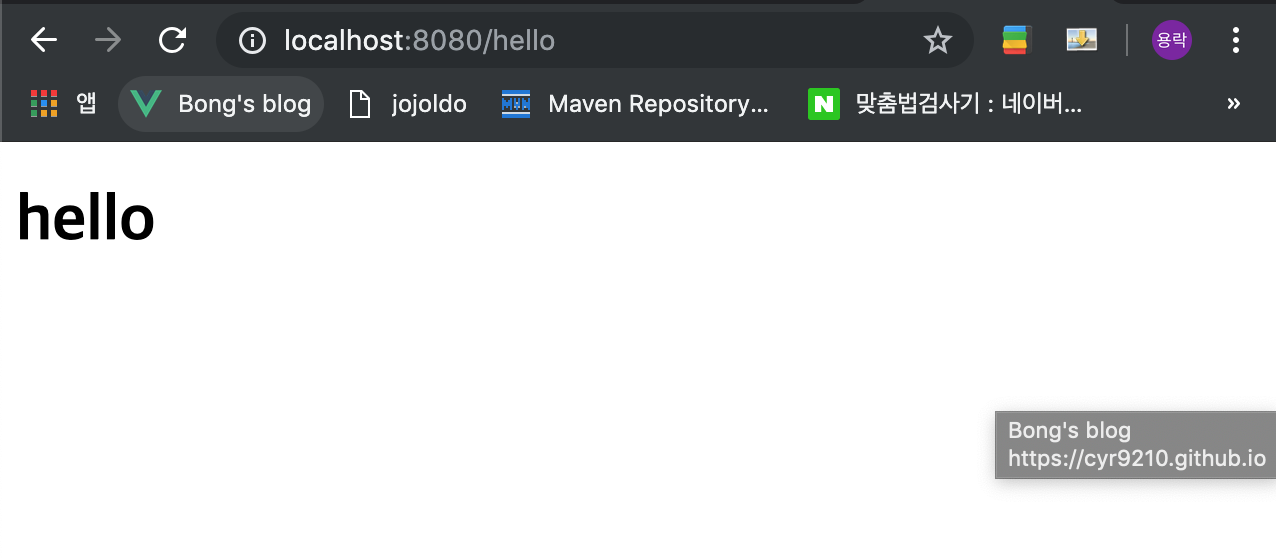 localhost:8080/hello
용락
앱 Bong's blog jojoldo Maven Repository... 맞춤법검사기 : 네이버... »
hello
Bong's blog
https://cyr9210.github.io